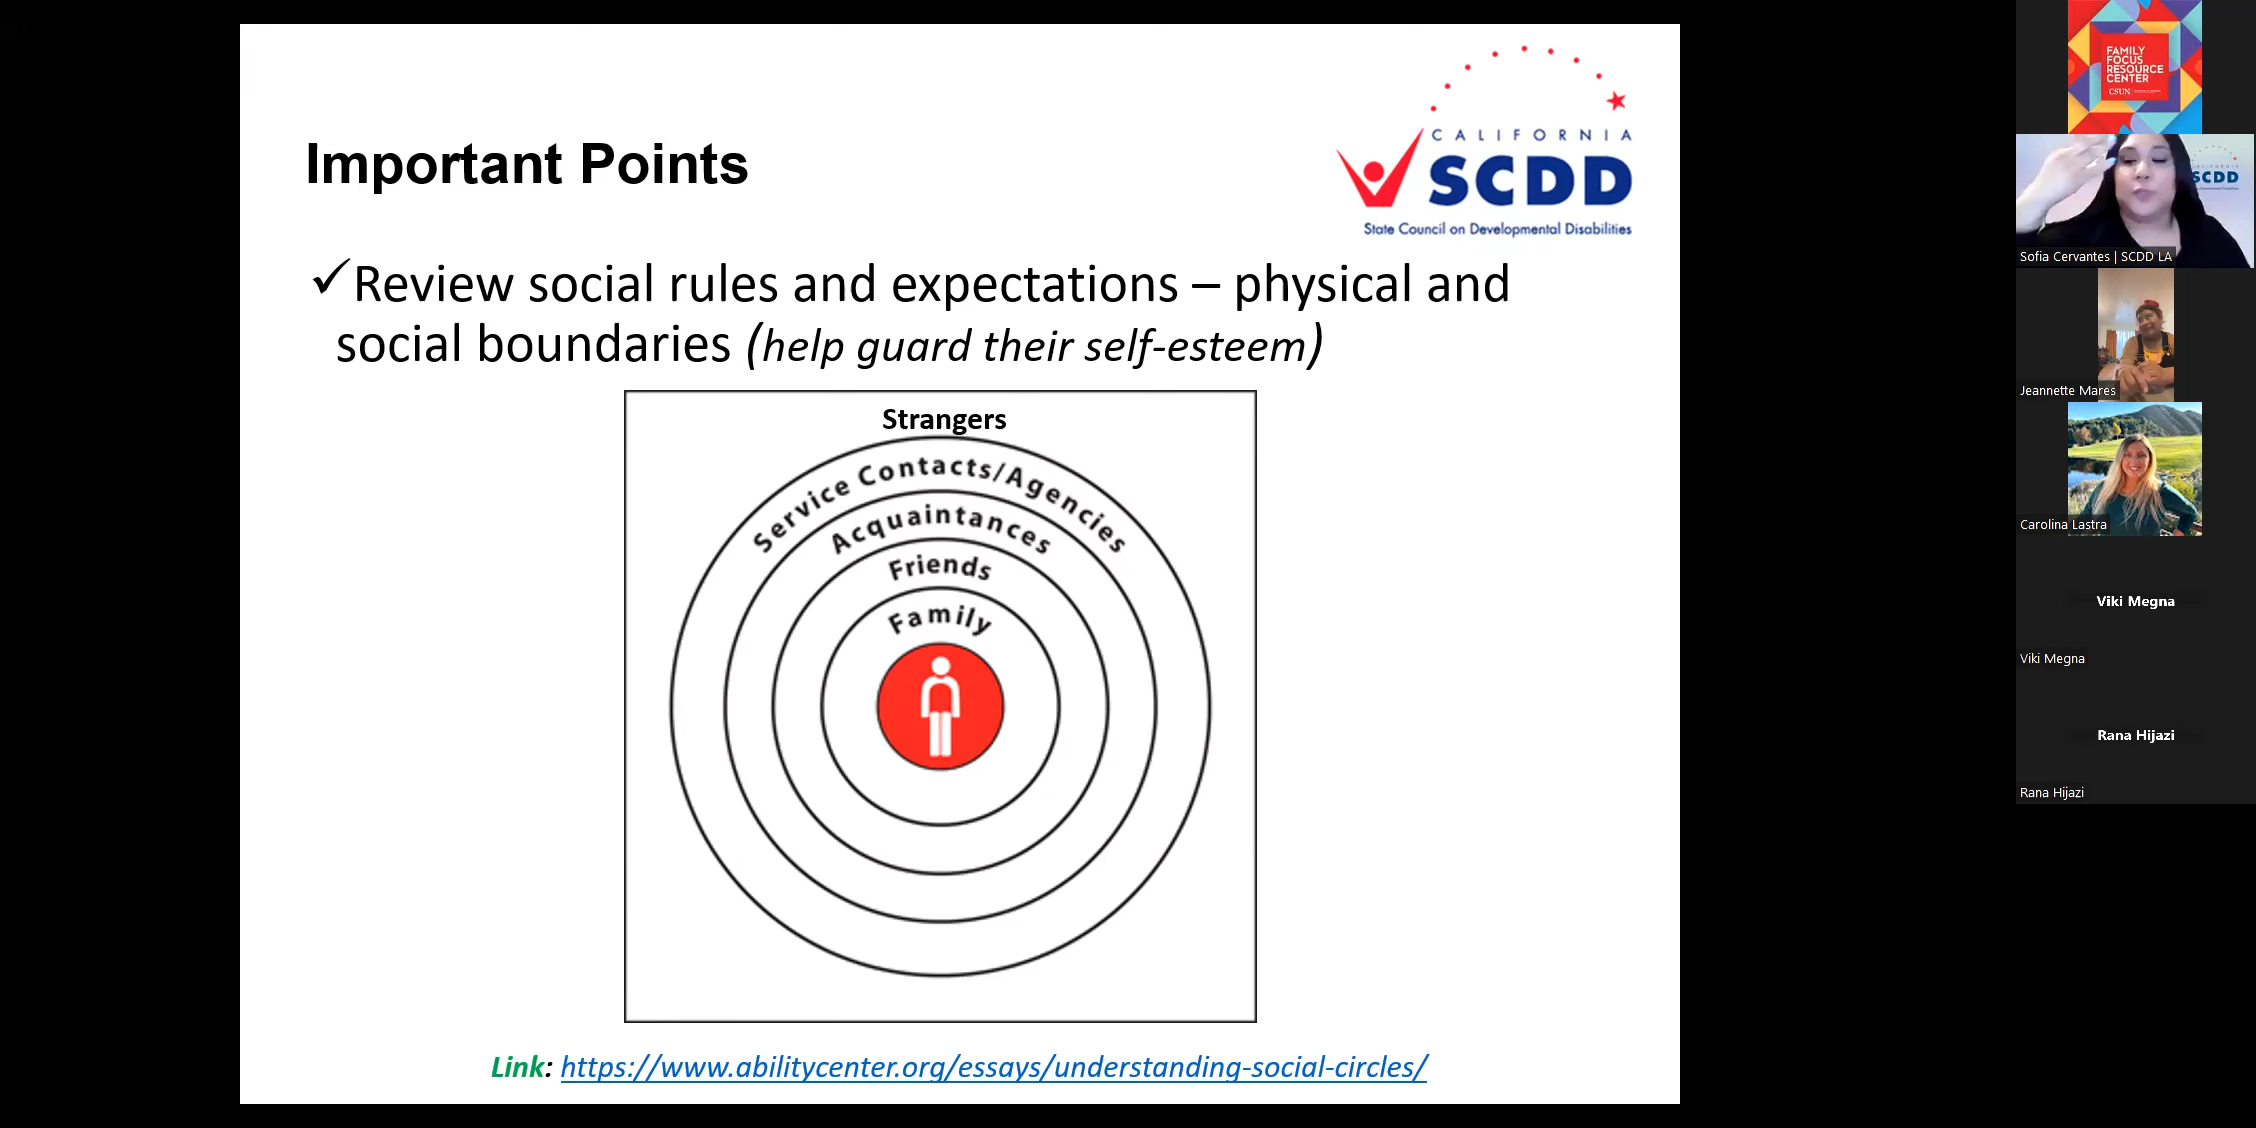 Important Points
CALIFORNIA
SCDD
State Council on Developmental Disabilities
✓Review social rules and expectations – physical and
social boundaries (help guard their self-esteem)
Strangers
Service Contacts/Agencies
Acquaintances
Friends
Family
Link: https://www.abilitycenter.org/essays/understanding-social-circles/
FAMILY
FOCUS
RESOURCE
CENTER
CSUN
SCDD
Sofia Cervantes | SCDD LA
Jeannette Mares
Carolina Lastra
Viki Megna
Viki Megna
Rana Hijazi
Rana Hijazi